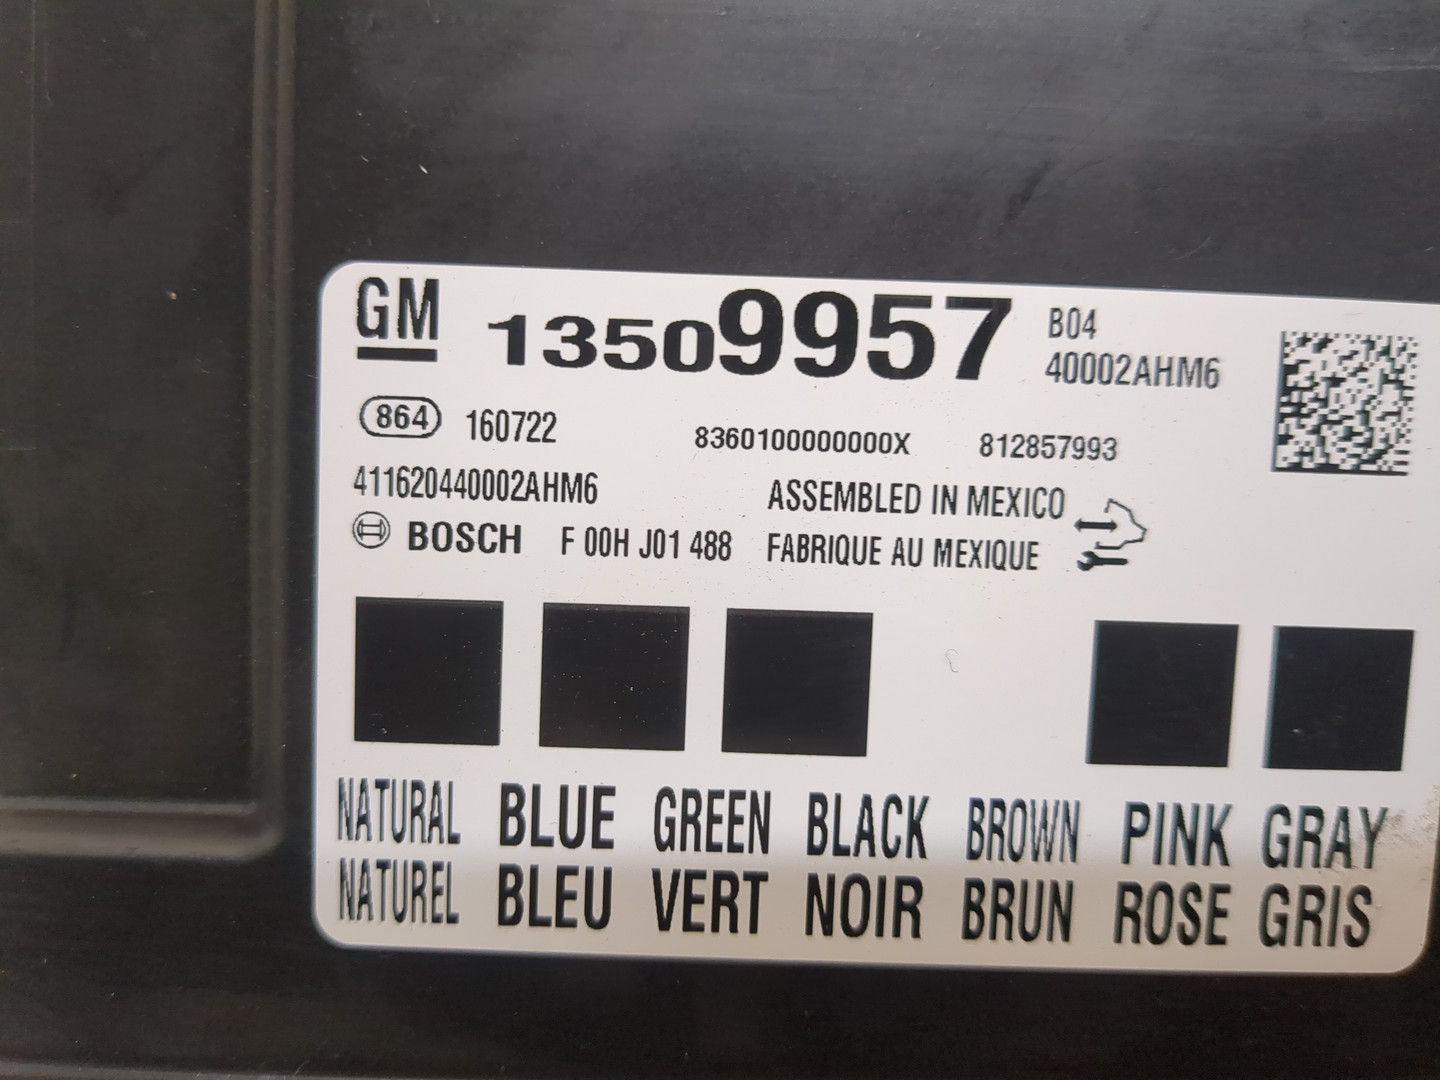 GM 13509957 B04
40002AHM6
864 160722 8360100000000X 812857993
411620440002AHM6 ASSEMBLED IN MEXICO
BOSCH F 00H J01 488 FABRIQUE AU MEXIQUE
NATURAL BLUE GREEN BLACK BROWN PINK GRAY
NATUREL BLEU VERT NOIR BRUN ROSE GRIS